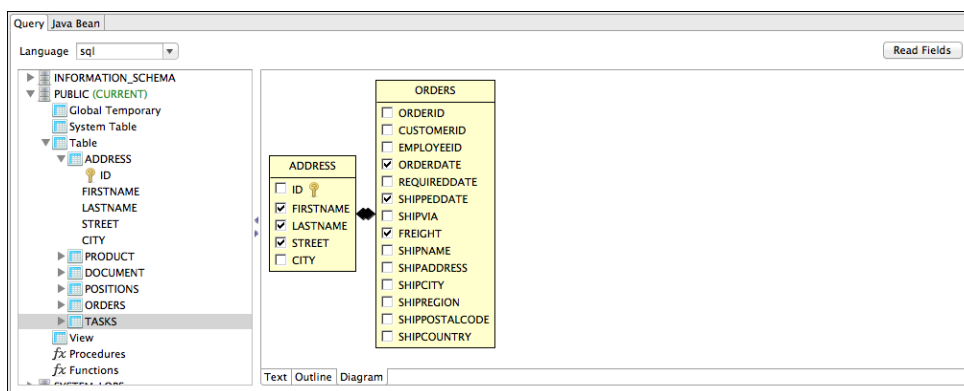 Query Java Bean
Language sql
Read Fields
INFORMATION_SCHEMA
PUBLIC (CURRENT)
Global Temporary
System Table
Table
ADDRESS
ID
FIRSTNAME
LASTNAME
STREET
CITY
PRODUCT
DOCUMENT
POSITIONS
ORDERS
TASKS
View
fx Procedures
fx Functions
ADDRESS
ID
FIRSTNAME
LASTNAME
STREET
CITY
ORDERS
ORDERID
CUSTOMERID
EMPLOYEEID
ORDERDATE
REQUIREDDATE
SHIPPEDDATE
SHIPVIA
FREIGHT
SHIPNAME
SHIPADDRESS
SHIPCITY
SHIPREGION
SHIPPOSTALCODE
SHIPCOUNTRY
Text Outline Diagram